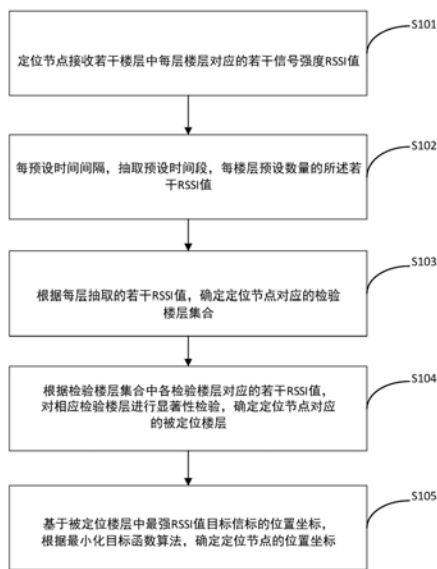 S101
定位节点接收若干楼层中每层楼层对应的若干信号强度RSSI值
S102
每预设时间间隔，抽取预设时间段，每楼层预设数量的所述若
干RSSI值
S103
根据每层抽取的若干RSSI值，确定定位节点对应的检验
楼层集合
S104
根据检验楼层集合中各检验楼层对应的若干RSSI值，
对相应检验楼层进行显著性检验，确定定位节点对应
的被定位楼层
S105
基于被定位楼层中最强RSSI值目标信标的位置坐标，
根据最小化目标函数算法，确定定位节点的位置坐标